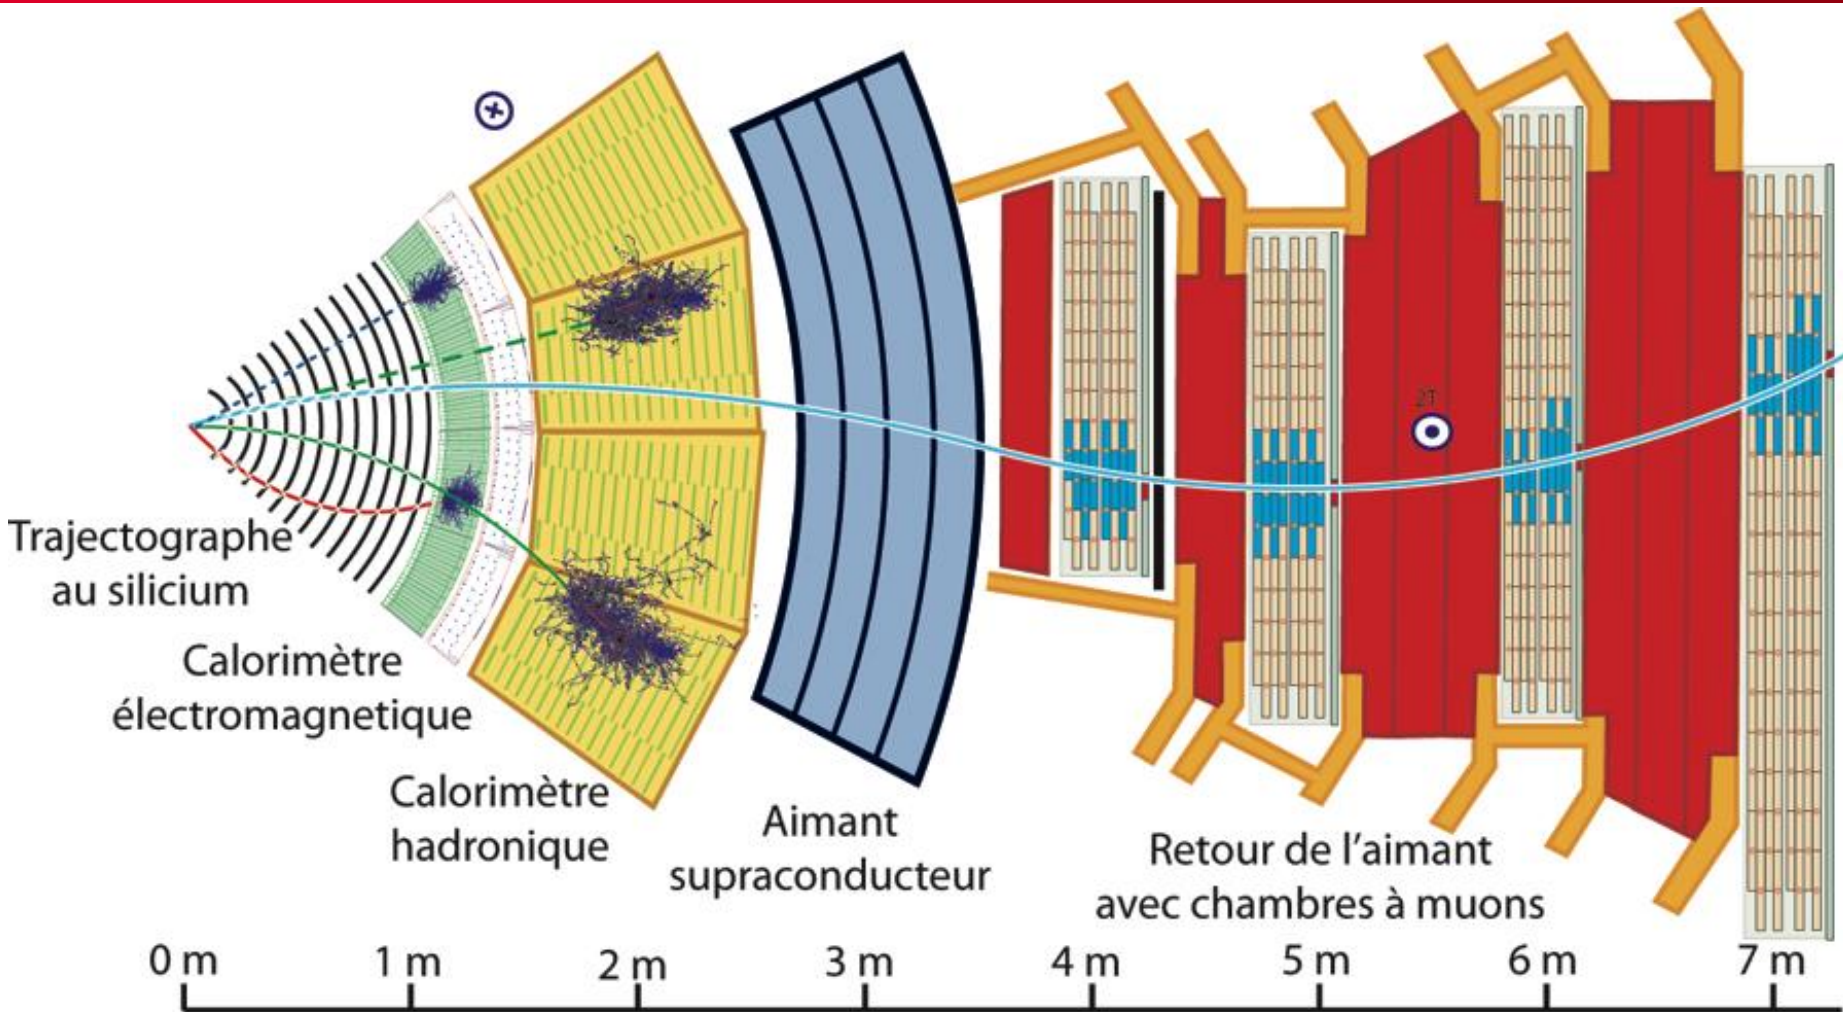 2T
Trajectographe
au silicium
Calorimètre
électromagnetique
Calorimètre
hadronique
Aimant
supraconducteur
Retour de l'aimant
avec chambres à muons
0 m 1 m 2 m 3 m 4 m 5 m 6 m 7 m